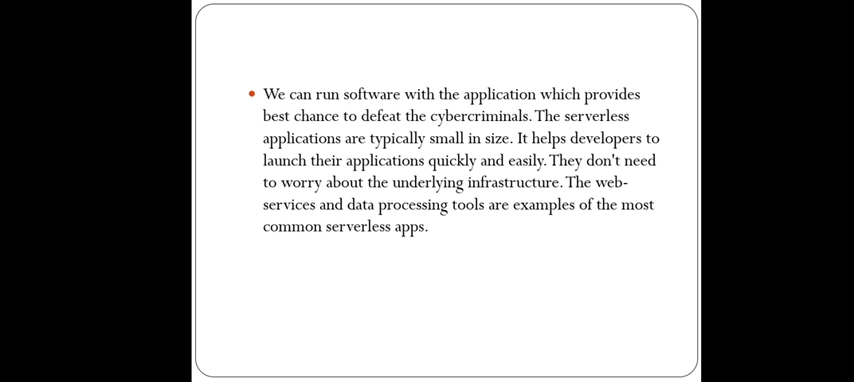 • We can run software with the application which provides
best chance to defeat the cybercriminals. The serverless
applications are typically small in size. It helps developers to
launch their applications quickly and easily. They don't need
to worry about the underlying infrastructure. The web-
services and data processing tools are examples of the most
common serverless apps.